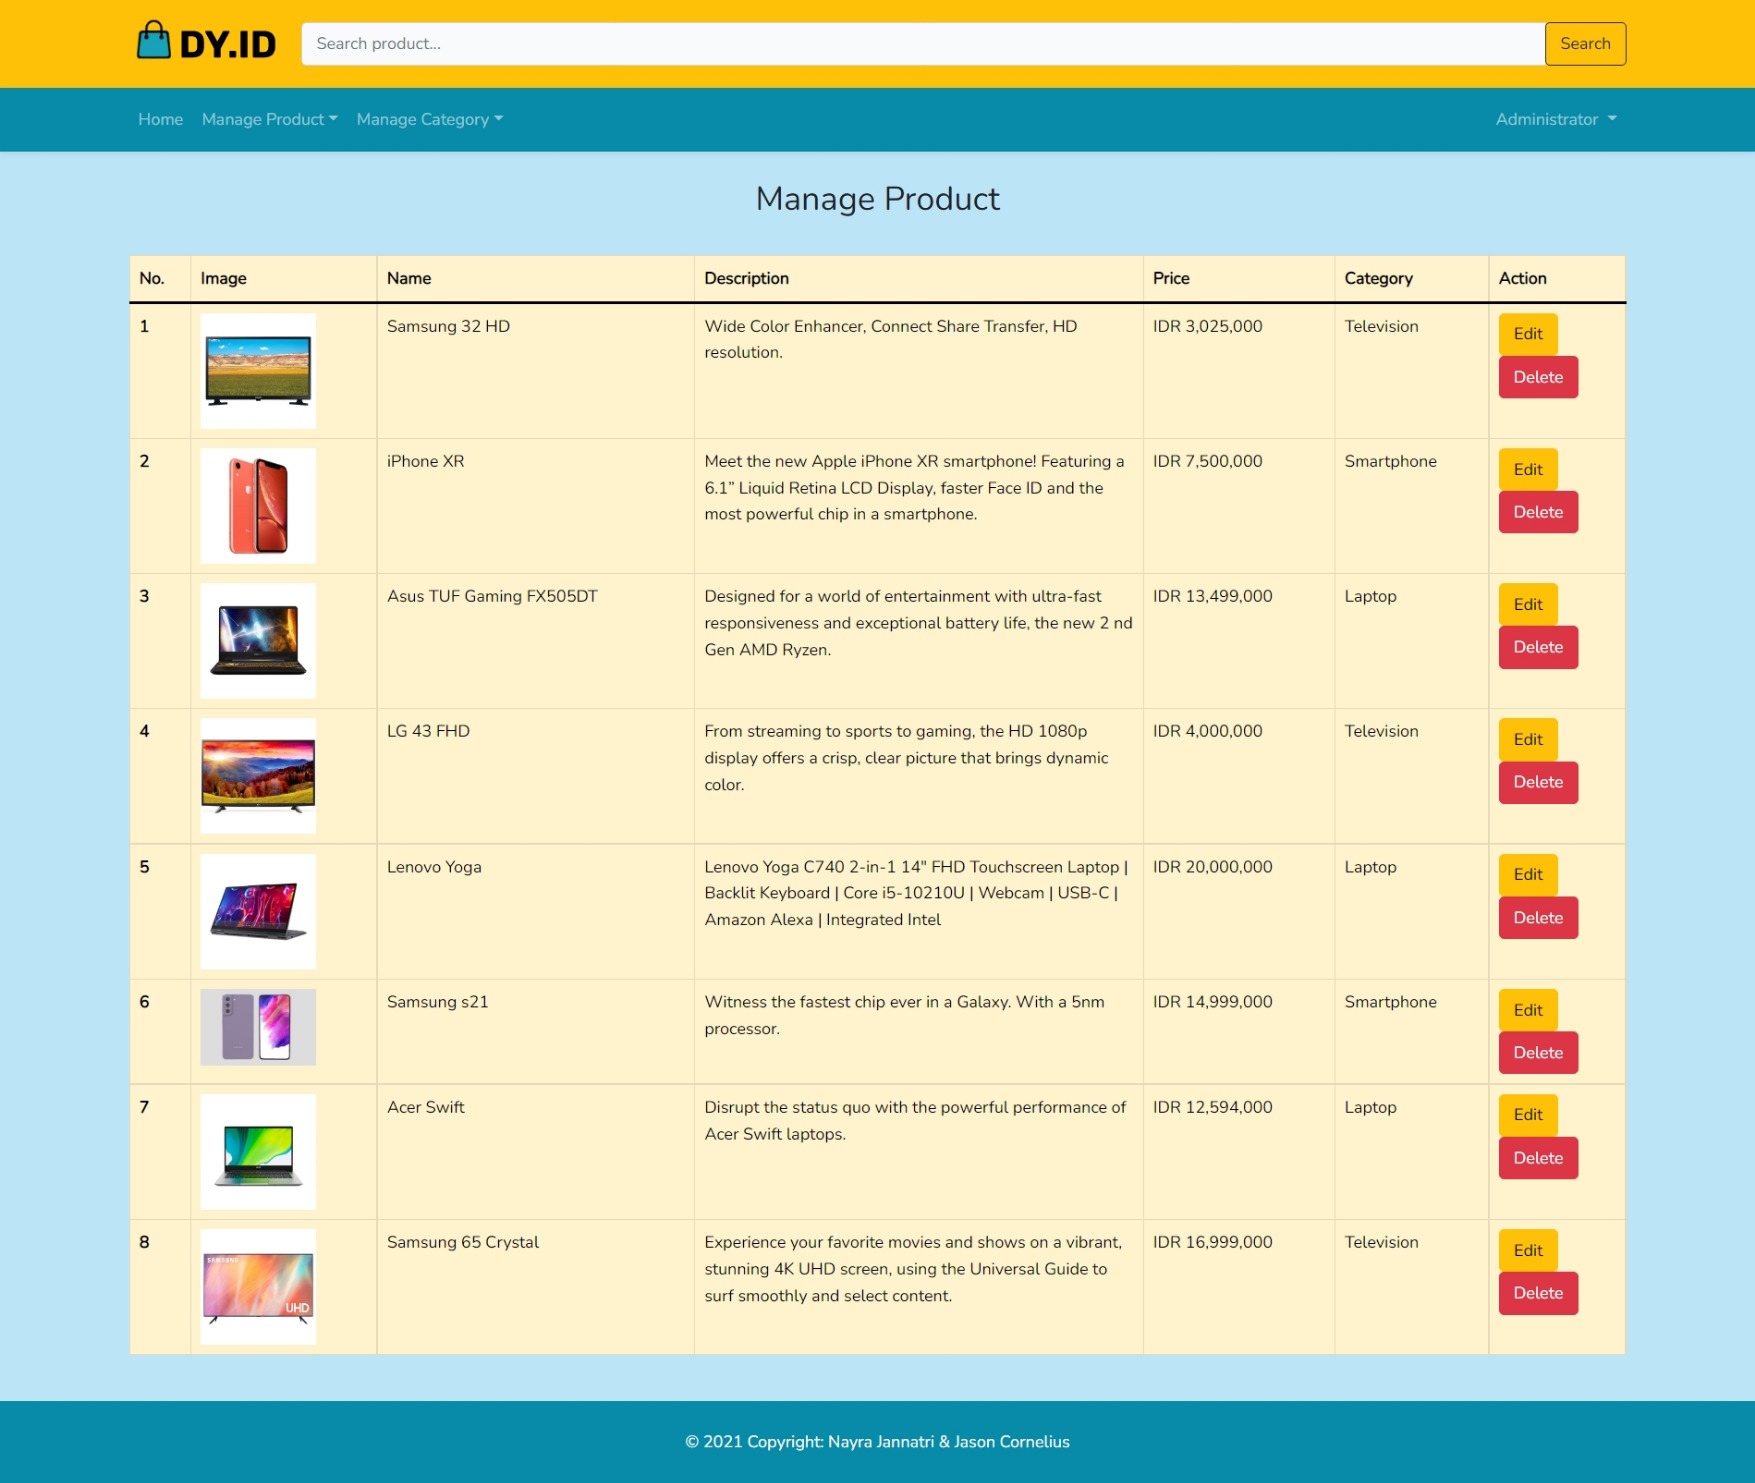 DY.ID
Search product...
Search
Home
Manage Product
Manage Category
Administrator
Manage Product
No.
Image
Name
Description
Price
Category
Action
1
Samsung 32 HD
Wide Color Enhancer, Connect Share Transfer, HD
resolution.
IDR 3,025,000
Television
Edit
Delete
2
iPhone XR
Meet the new Apple iPhone XR smartphone! Featuring a
6.1” Liquid Retina LCD Display, faster Face ID and the
most powerful chip in a smartphone.
IDR 7,500,000
Smartphone
Edit
Delete
3
Asus TUF Gaming FX505DT
Designed for a world of entertainment with ultra-fast
responsiveness and exceptional battery life, the new 2 nd
Gen AMD Ryzen.
IDR 13,499,000
Laptop
Edit
Delete
4
LG 43 FHD
From streaming to sports to gaming, the HD 1080p
display offers a crisp, clear picture that brings dynamic
color.
IDR 4,000,000
Television
Edit
Delete
5
Lenovo Yoga
Lenovo Yoga C740 2-in-1 14" FHD Touchscreen Laptop |
Backlit Keyboard | Core i5-10210U | Webcam | USB-C |
Amazon Alexa | Integrated Intel
IDR 20,000,000
Laptop
Edit
Delete
6
Samsung s21
Witness the fastest chip ever in a Galaxy. With a 5nm
processor.
IDR 14,999,000
Smartphone
Edit
Delete
7
Acer Swift
Disrupt the status quo with the powerful performance of
Acer Swift laptops.
IDR 12,594,000
Laptop
Edit
Delete
8
SAMSUNG
UHD
Samsung 65 Crystal
Experience your favorite movies and shows on a vibrant,
stunning 4K UHD screen, using the Universal Guide to
surf smoothly and select content.
IDR 16,999,000
Television
Edit
Delete
© 2021 Copyright: Nayra Jannatri & Jason Cornelius